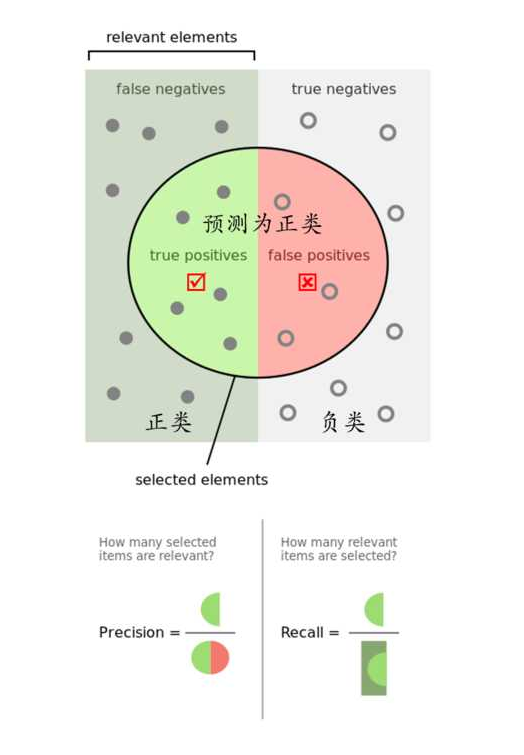 relevant elements
false negatives
true negatives
预测为正类
true positives
false positives
正类
负类
selected elements
How many selected
items are relevant?
How many relevant
items are selected?
Precision =
Recall =